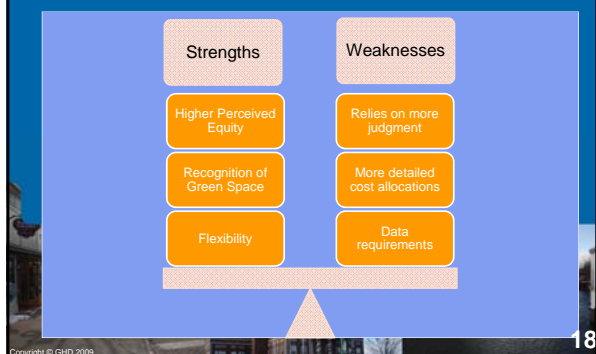 Strengths
Weaknesses
Higher Perceived
Equity
Relies on more
judgment
Recognition of
Green Space
More detailed
cost allocations
Flexibility
Data
requirements
Copyright © GHD 2009
18